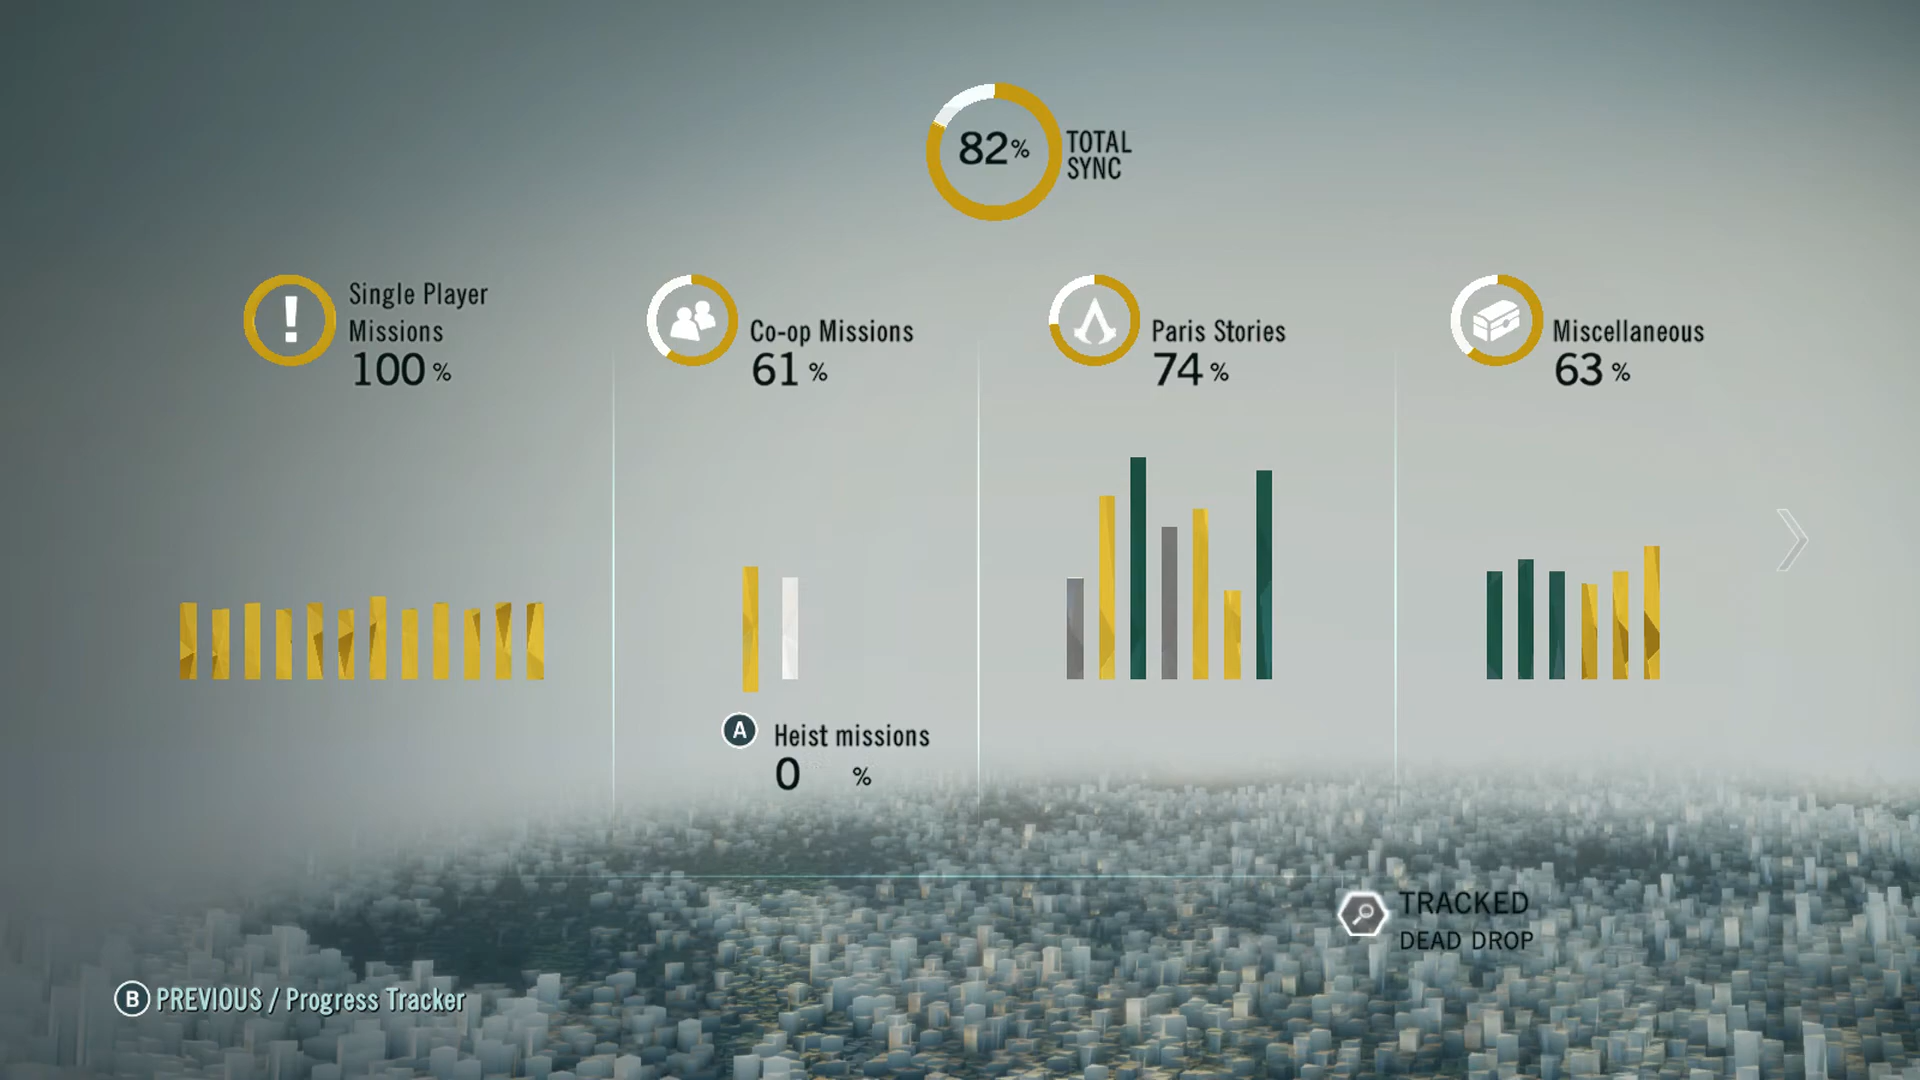 82%
TOTAL
SYNC
Single Player
Missions
100 %
Co-op Missions
61 %
Paris Stories
74 %
Miscellaneous
63 %
A Heist missions
0 %
TRACKED
DEAD DROP
B PREVIOUS / Progress Tracker